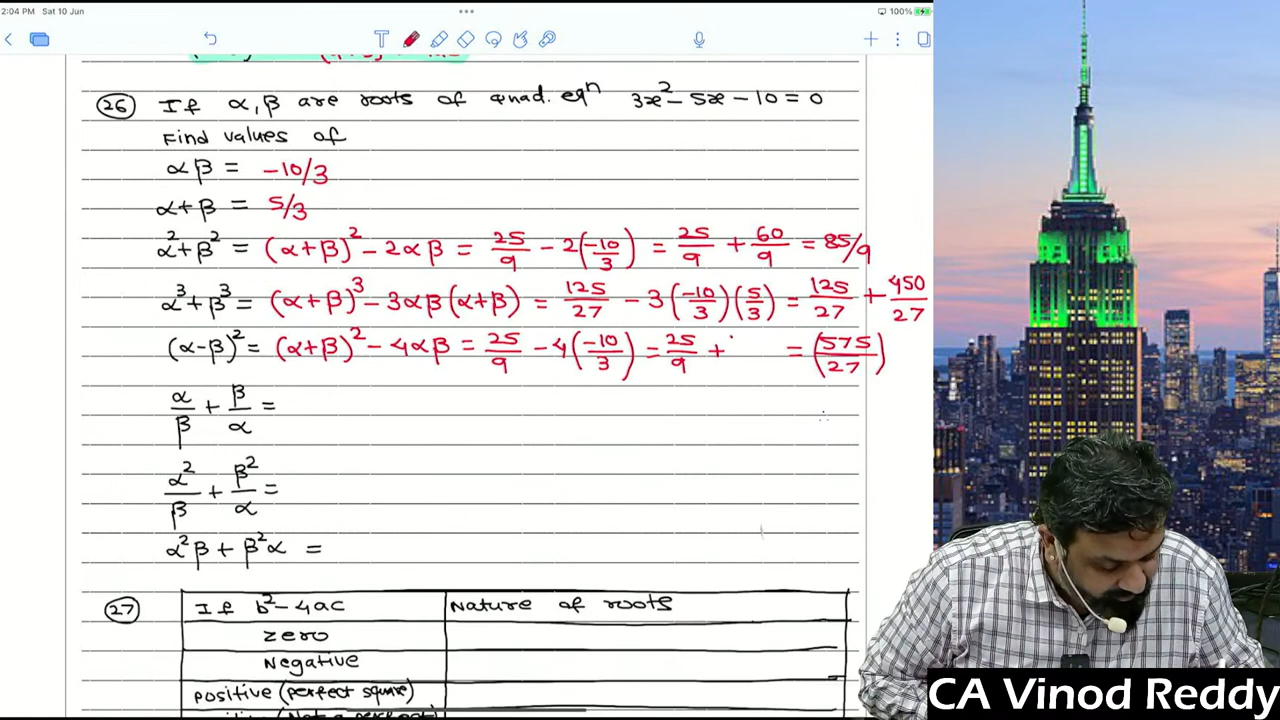 2:04 PM Sat 10 Jun
100%
26 If α, β are roots of quad. eqⁿ 3x² - 5x - 10 = 0
Find values of
αβ = -10/3
α+β = 5/3
α²+β² = (α+β)² - 2αβ = 25/9 - 2(-10/3) = 25/9 + 60/9 = 85/9
α³+β³ = (α+β)³ - 3αβ(α+β) = 125/27 - 3(-10/3)(5/3) = 125/27 + 450/27
(α-β)² = (α+β)² - 4αβ = 25/9 - 4(-10/3) = 25/9 + = (575/27)
α/β + β/α =
α²/β + β²/α =
α²β + β²α =
27 If b² - 4ac Nature of roots
zero
Negative
positive (perfect square)
CA Vinod Reddy